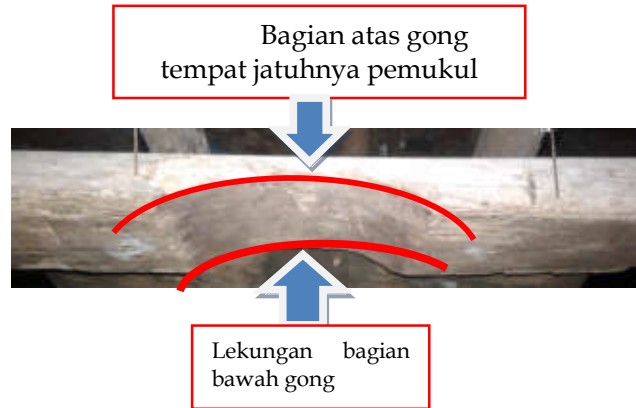 Bagian atas gong
tempat jatuhnya pemukul
Lekungan bagian
bawah gong